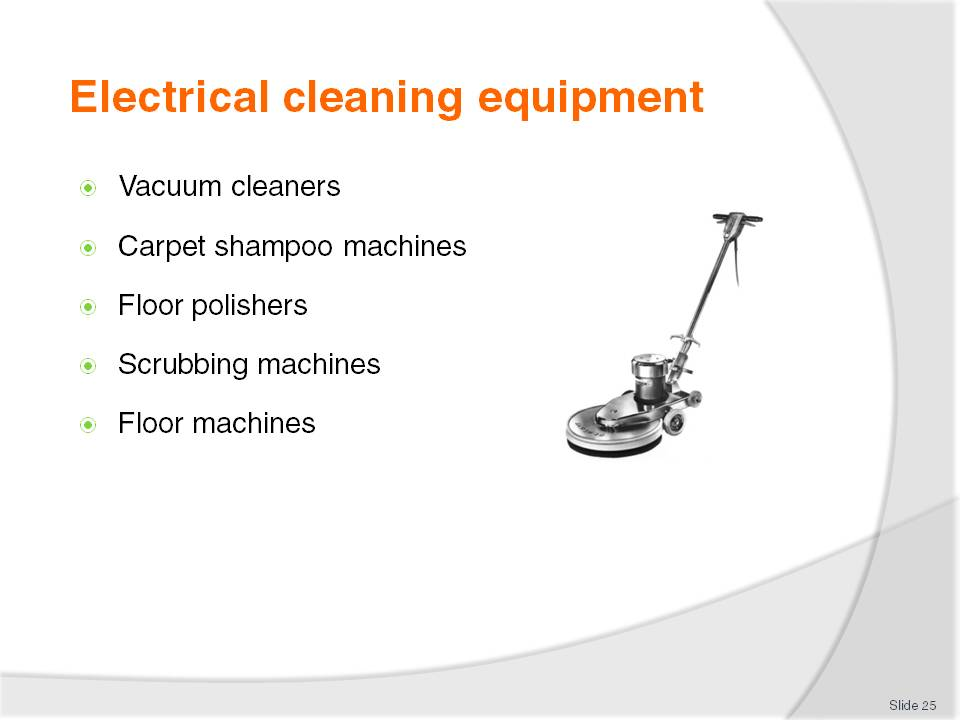 Electrical cleaning equipment
Vacuum cleaners
Carpet shampoo machines
Floor polishers
Scrubbing machines
Floor machines
Slide 25